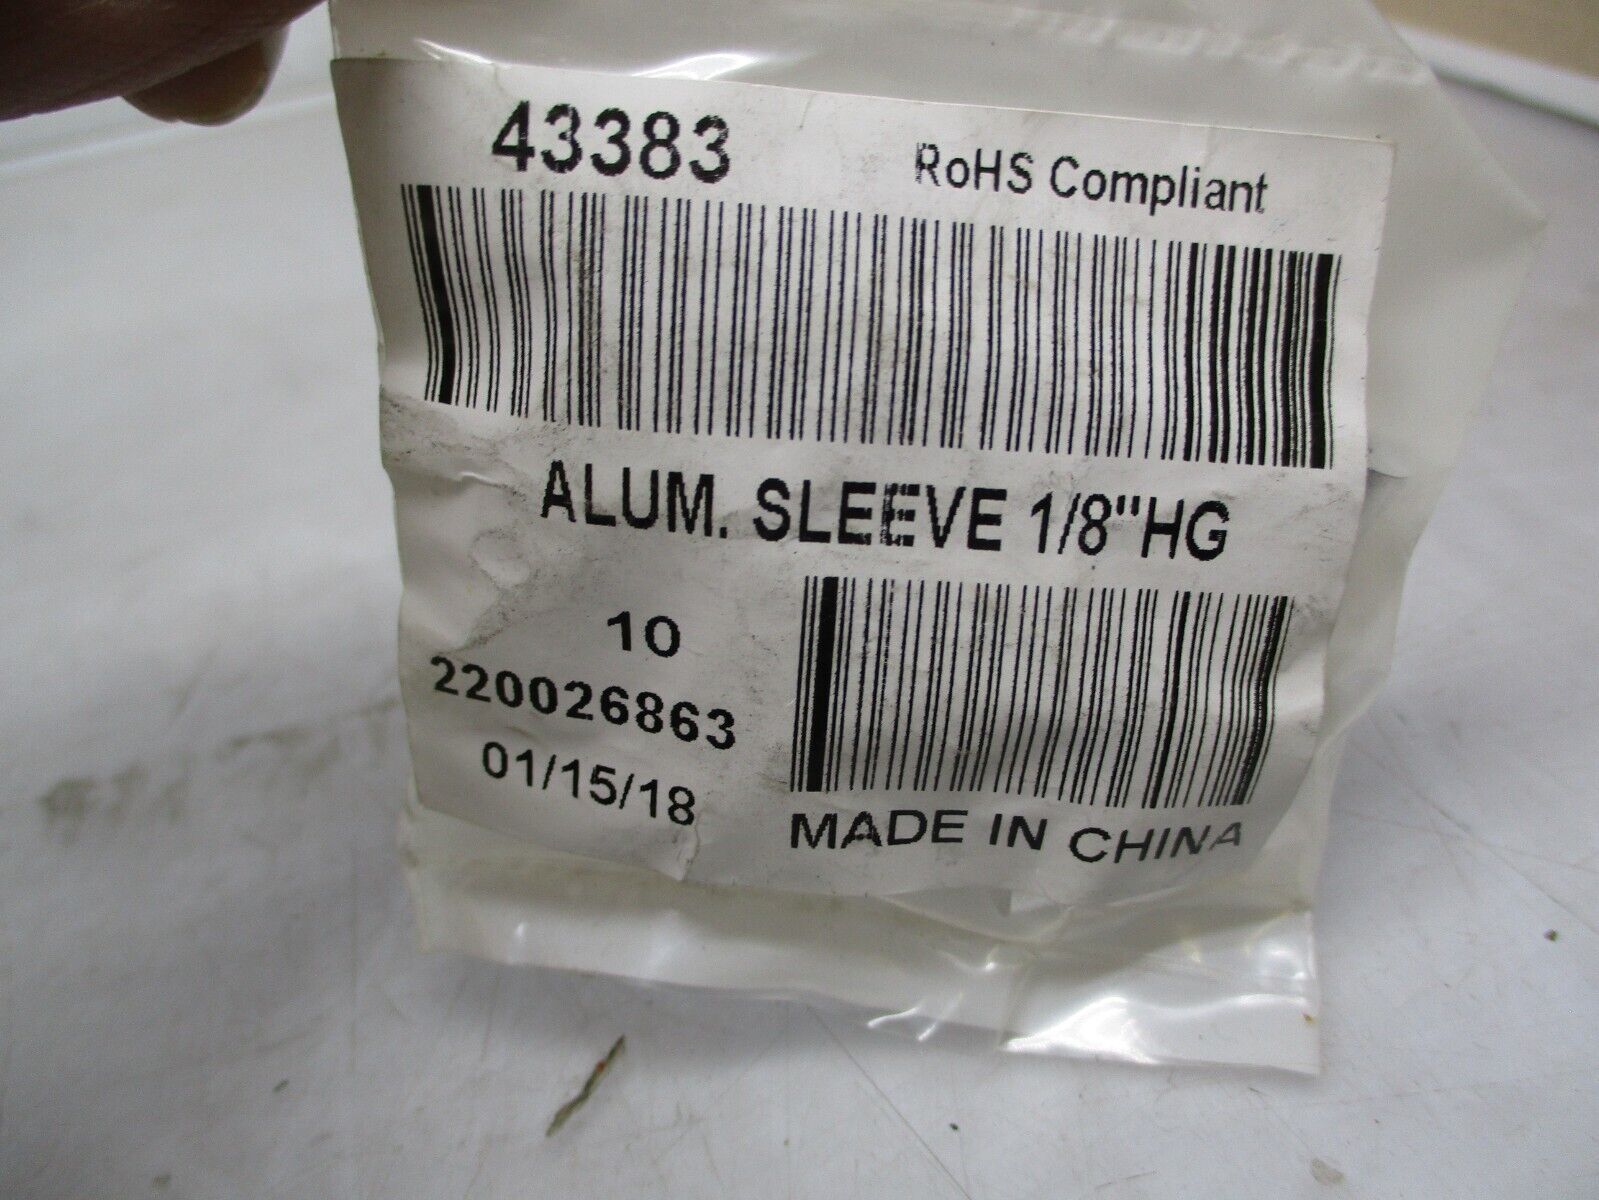 43383
RoHS Compliant
ALUM. SLEEVE 1/8"HG
10
220026863
01/15/18
MADE IN CHINA